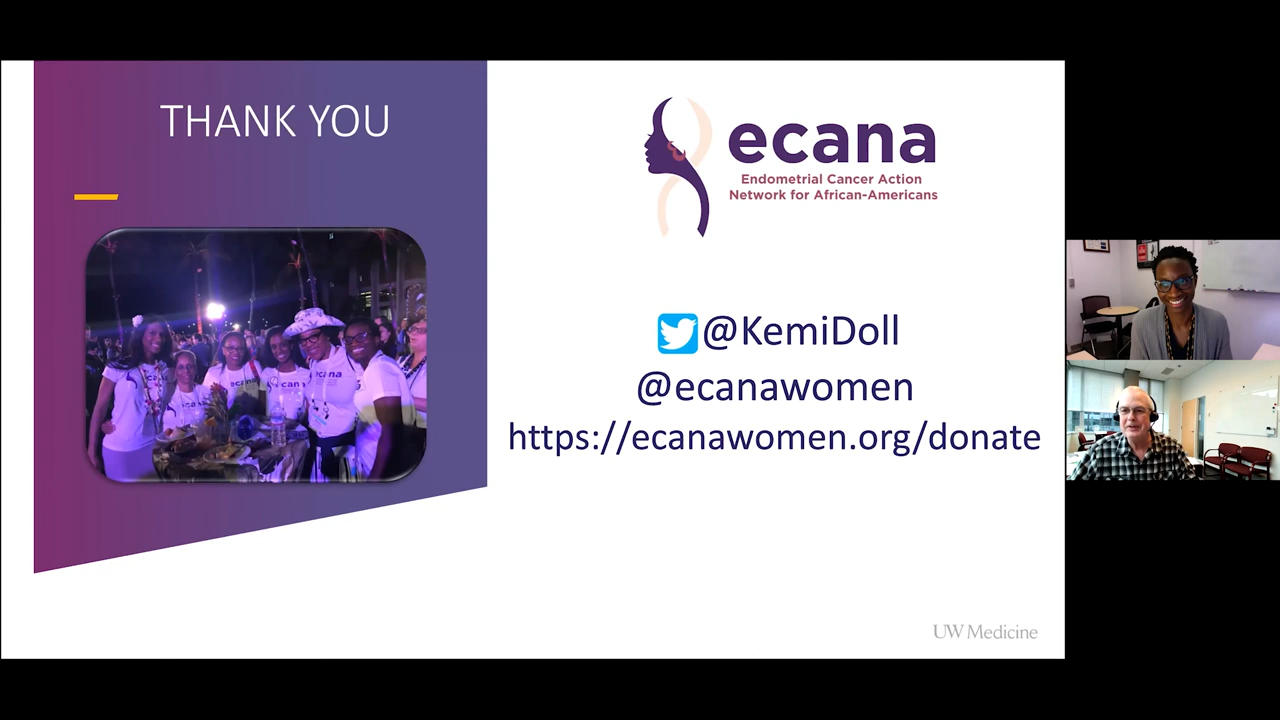 THANK YOU
ecana
Endometrial Cancer Action
Network for African-Americans
@KemiDoll
@ecanawomen
https://ecanawomen.org/donate
UW Medicine